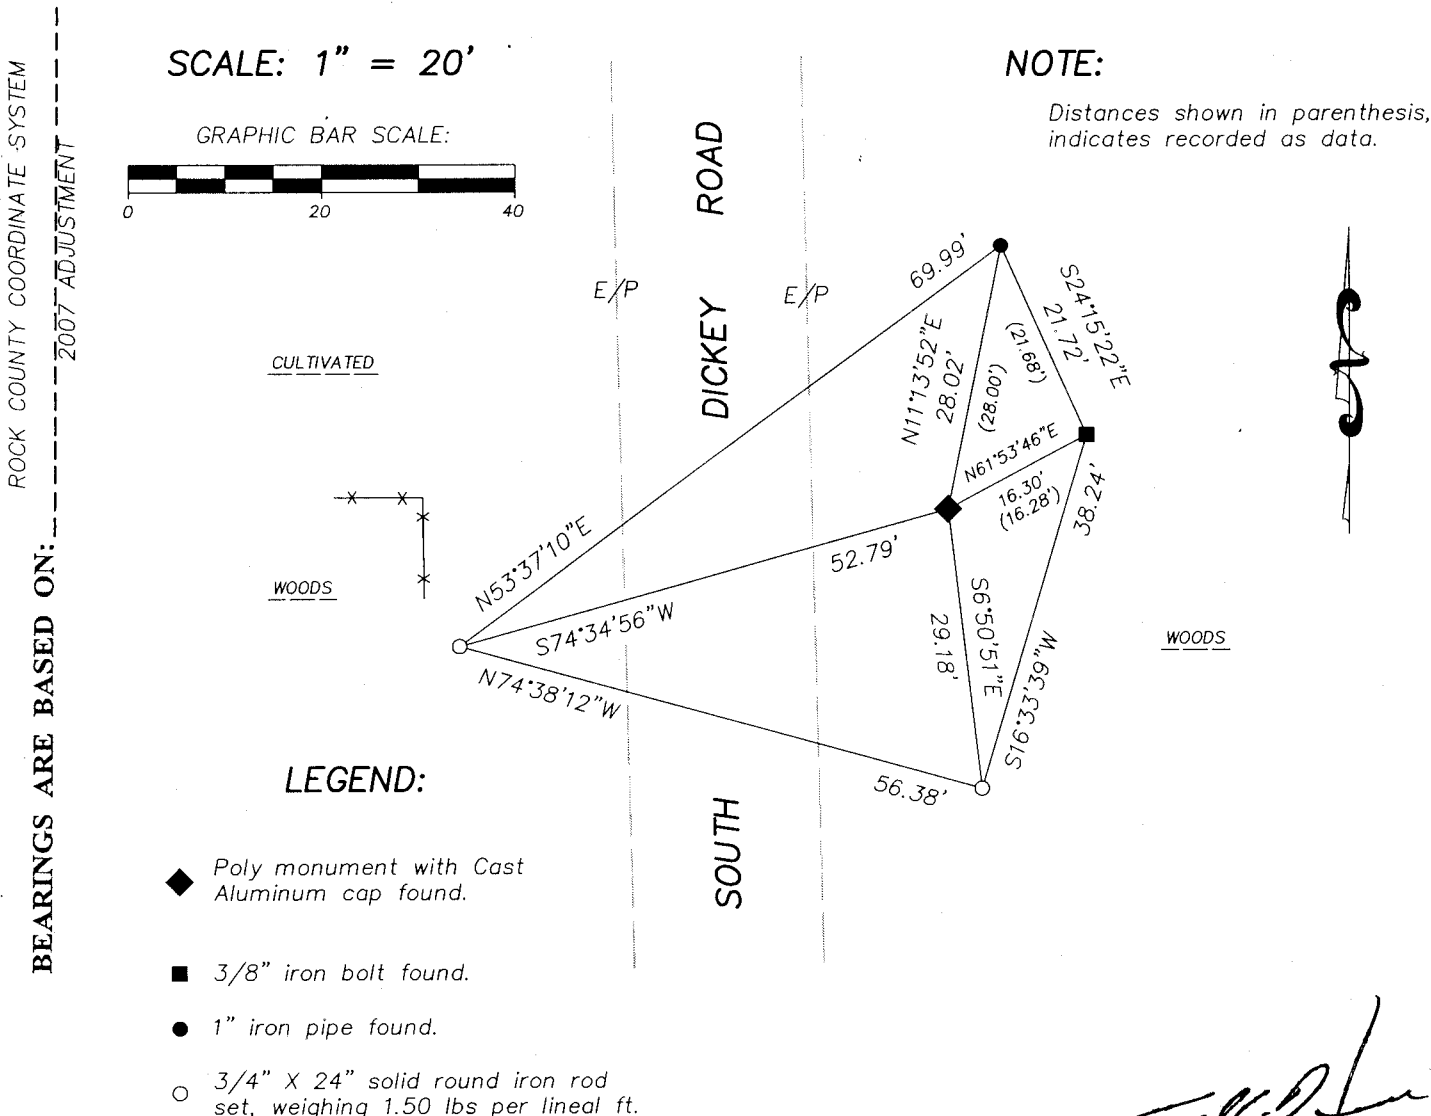 ROCK COUNTY COORDINATE SYSTEM
2007 ADJUSTMENT
BEARINGS ARE BASED ON:
SCALE: 1" = 20'
GRAPHIC BAR SCALE:
0 20 40
NOTE:
Distances shown in parenthesis,
indicates recorded as data.
SOUTH DICKEY ROAD
E/P
E/P
CULTIVATED
WOODS
WOODS
69.99'
N53°37'10"E
S24°15'22"E
21.72'
(21.68')
N11°13'52"E
28.02'
(28.00')
N61°53'46"E
16.30'
(16.28')
38.24'
S16°33'39"W
52.79'
S74°34'56"W
S6°50'51"E
29.18'
N74°38'12"W
56.38'
LEGEND:
Poly monument with Cast
Aluminum cap found.
3/8" iron bolt found.
1" iron pipe found.
3/4" X 24" solid round iron rod
set, weighing 1.50 lbs per lineal ft.